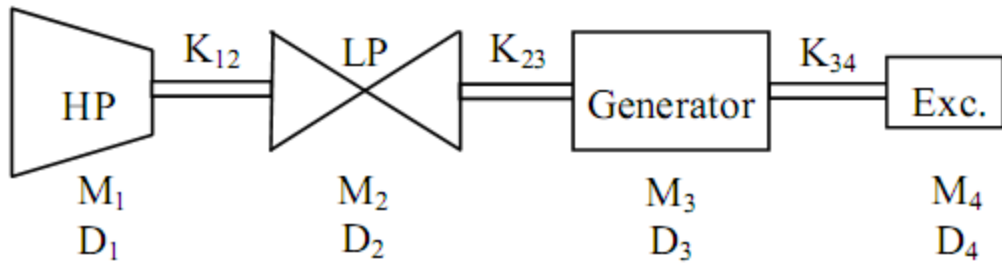 K₁₂ LP K₂₃ K₃₄
HP Generator Exc.
M₁ M₂ M₃ M₄
D₁ D₂ D₃ D₄